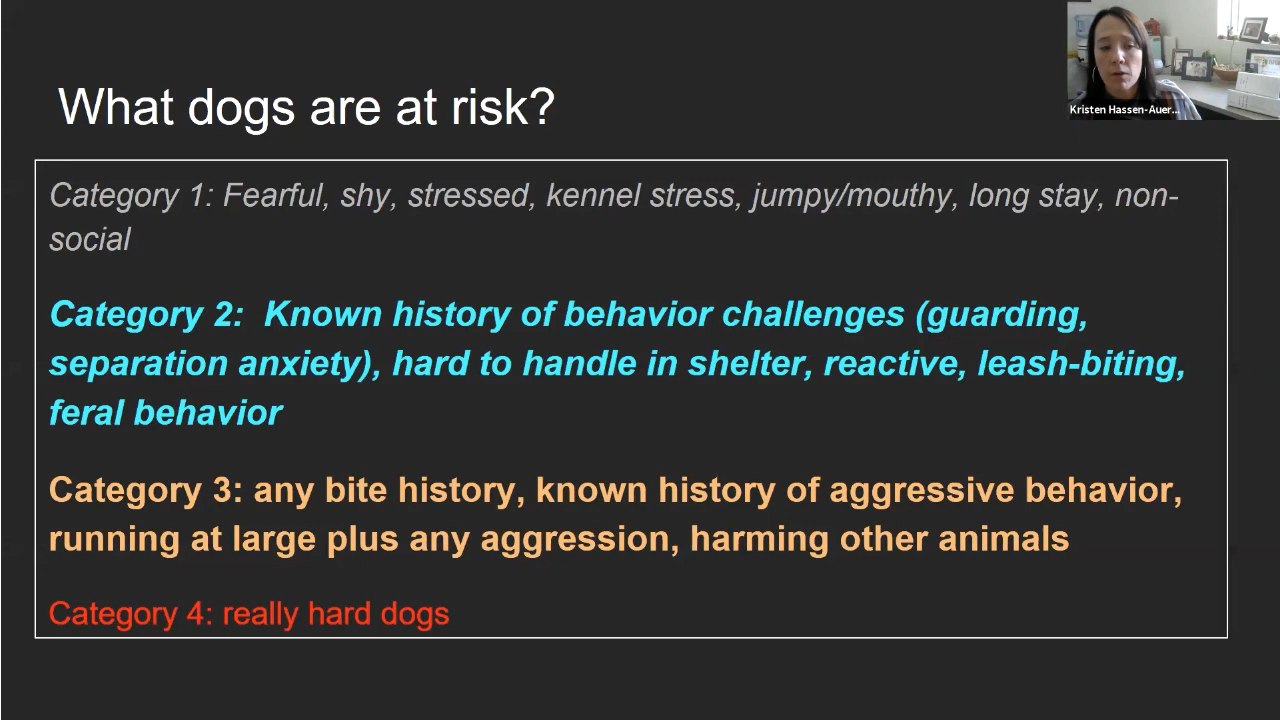 Kristen Hassen-Auer...
What dogs are at risk?
Category 1: Fearful, shy, stressed, kennel stress, jumpy/mouthy, long stay, non-
social
Category 2:  Known history of behavior challenges (guarding,
separation anxiety), hard to handle in shelter, reactive, leash-biting,
feral behavior
Category 3: any bite history, known history of aggressive behavior,
running at large plus any aggression, harming other animals
Category 4: really hard dogs